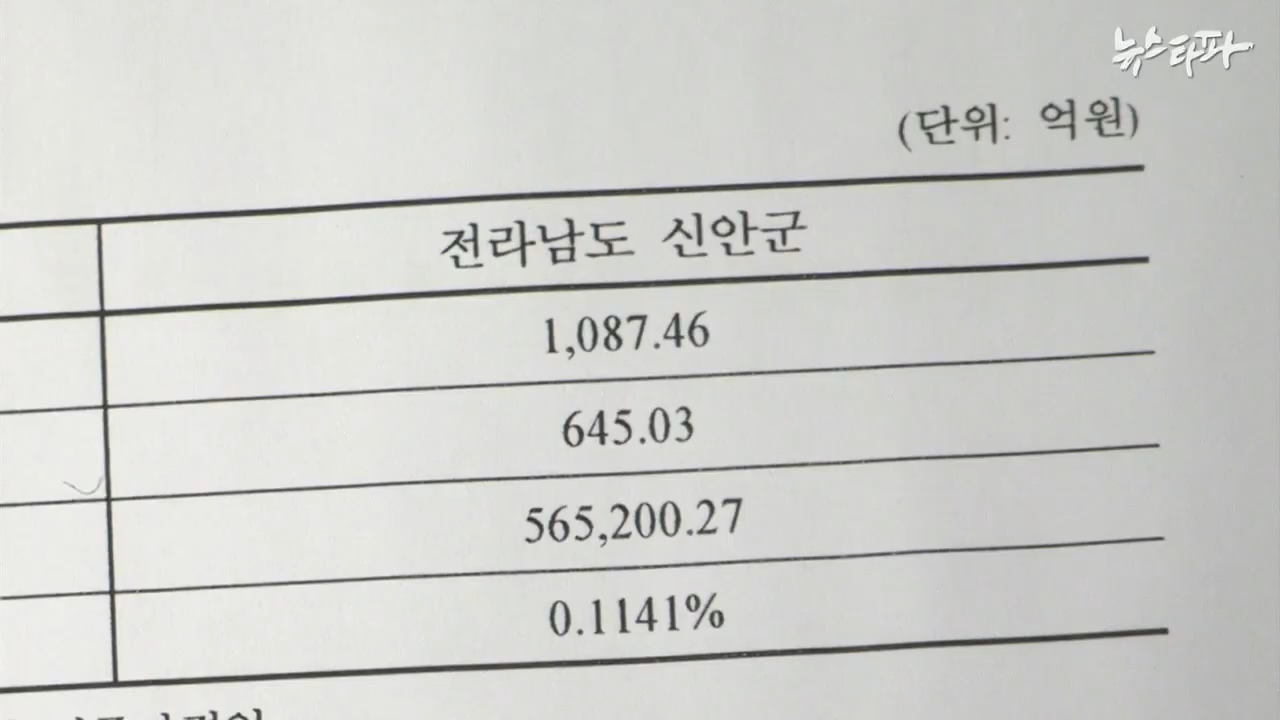 뉴스타파
(단위: 억원)
전라남도 신안군
1,087.46
645.03
565,200.27
0.1141%